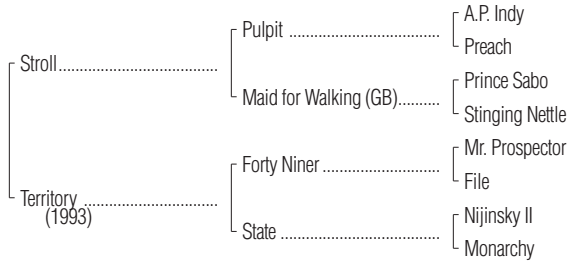 A.P. Indy
Pulpit
Preach
Stroll
Prince Sabo
Maid for Walking (GB)
Stinging Nettle
Mr. Prospector
Forty Niner
File
Territory
(1993)
Nijinsky II
State
Monarchy